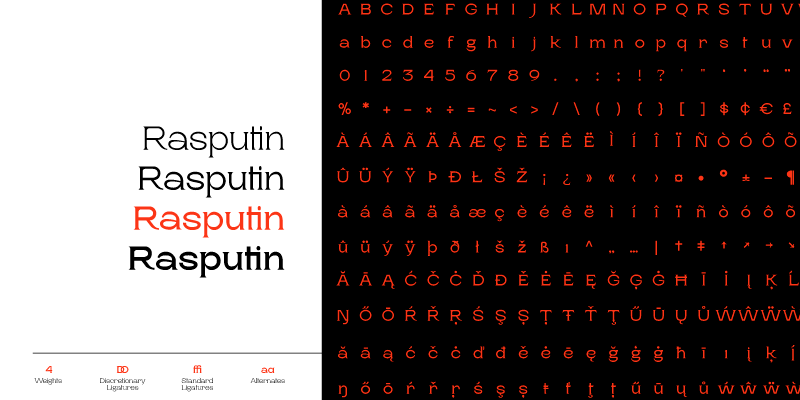 Rasputin
Rasputin
Rasputin
Rasputin
4
Weights
DO
Discretionary
Ligatures
ffi
Standard
Ligatures
aa
Alternates
A B C D E F G H I J K L M N O P Q R S T U V
a b c d e f g h i j k l m n o p q r s t u v
0 1 2 3 4 5 6 7 8 9 . , : ; ! ? ' " ' " "
% * + − × ÷ = ~ < > / \ ( ) { } [ ] $ ¢ € £
À Á Â Ã Ä Å Æ Ç È É Ê Ë Ì Í Î Ï Ñ Ò Ó Ô Õ
Û Ü Ý Ÿ Þ Đ Ł Š Ž ¡ ¿ » « ‹ › ¤ • ° ± – ¶
à á â ã ä å æ ç è é ê ë ì í î ï ñ ò ó ô õ
û ü ý ÿ þ ð ł š ž ß ı ^ .. … | † ‡ ↑ ↗ → ↘
Ă Ā Ą Ć Č Ċ Ď Đ Ě Ė Ē Ę Ğ Ģ Ġ Ħ Ī İ Į Ķ Ĺ
Ŋ Ő Ō Ŕ Ř Ŗ Ś Ş Ș Ț Ŧ Ť Ţ Ű Ū Ų Ů Ẃ Ŵ Ẅ Ẁ
ă ā ą ć č ċ ď đ ě ė ē ę ğ ģ ġ ħ ī ı į ķ ĺ
ŋ ő ō ŕ ř ŗ ś ş ș ŧ ť ţ ț ű ū ų ů ẃ ŵ ẅ ẁ